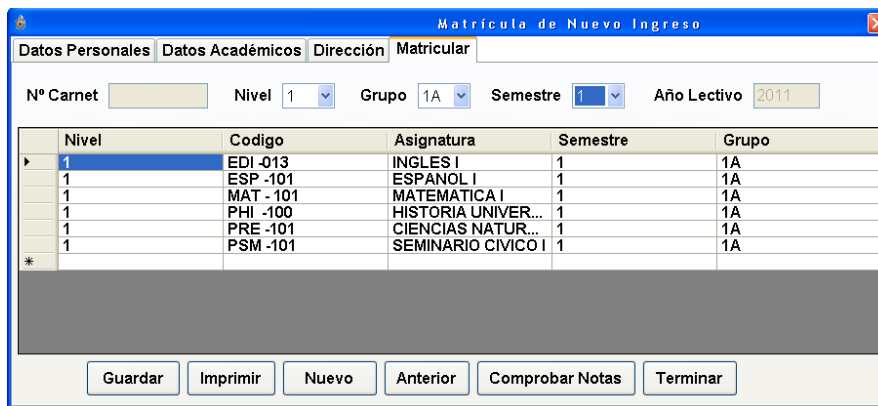 Matrícula de Nuevo Ingreso
Datos Personales Datos Académicos Dirección Matricular
Nº Carnet Nivel 1 Grupo 1A Semestre 1 Año Lectivo 2011
Nivel Codigo Asignatura Semestre Grupo
1 EDI -013 INGLES I 1 1A
1 ESP -101 ESPANOL I 1 1A
1 MAT - 101 MATEMATICA I 1 1A
1 PHI -100 HISTORIA UNIVER... 1 1A
1 PRE -101 CIENCIAS NATUR... 1 1A
1 PSM -101 SEMINARIO CIVICO I 1 1A
Guardar Imprimir Nuevo Anterior Comprobar Notas Terminar